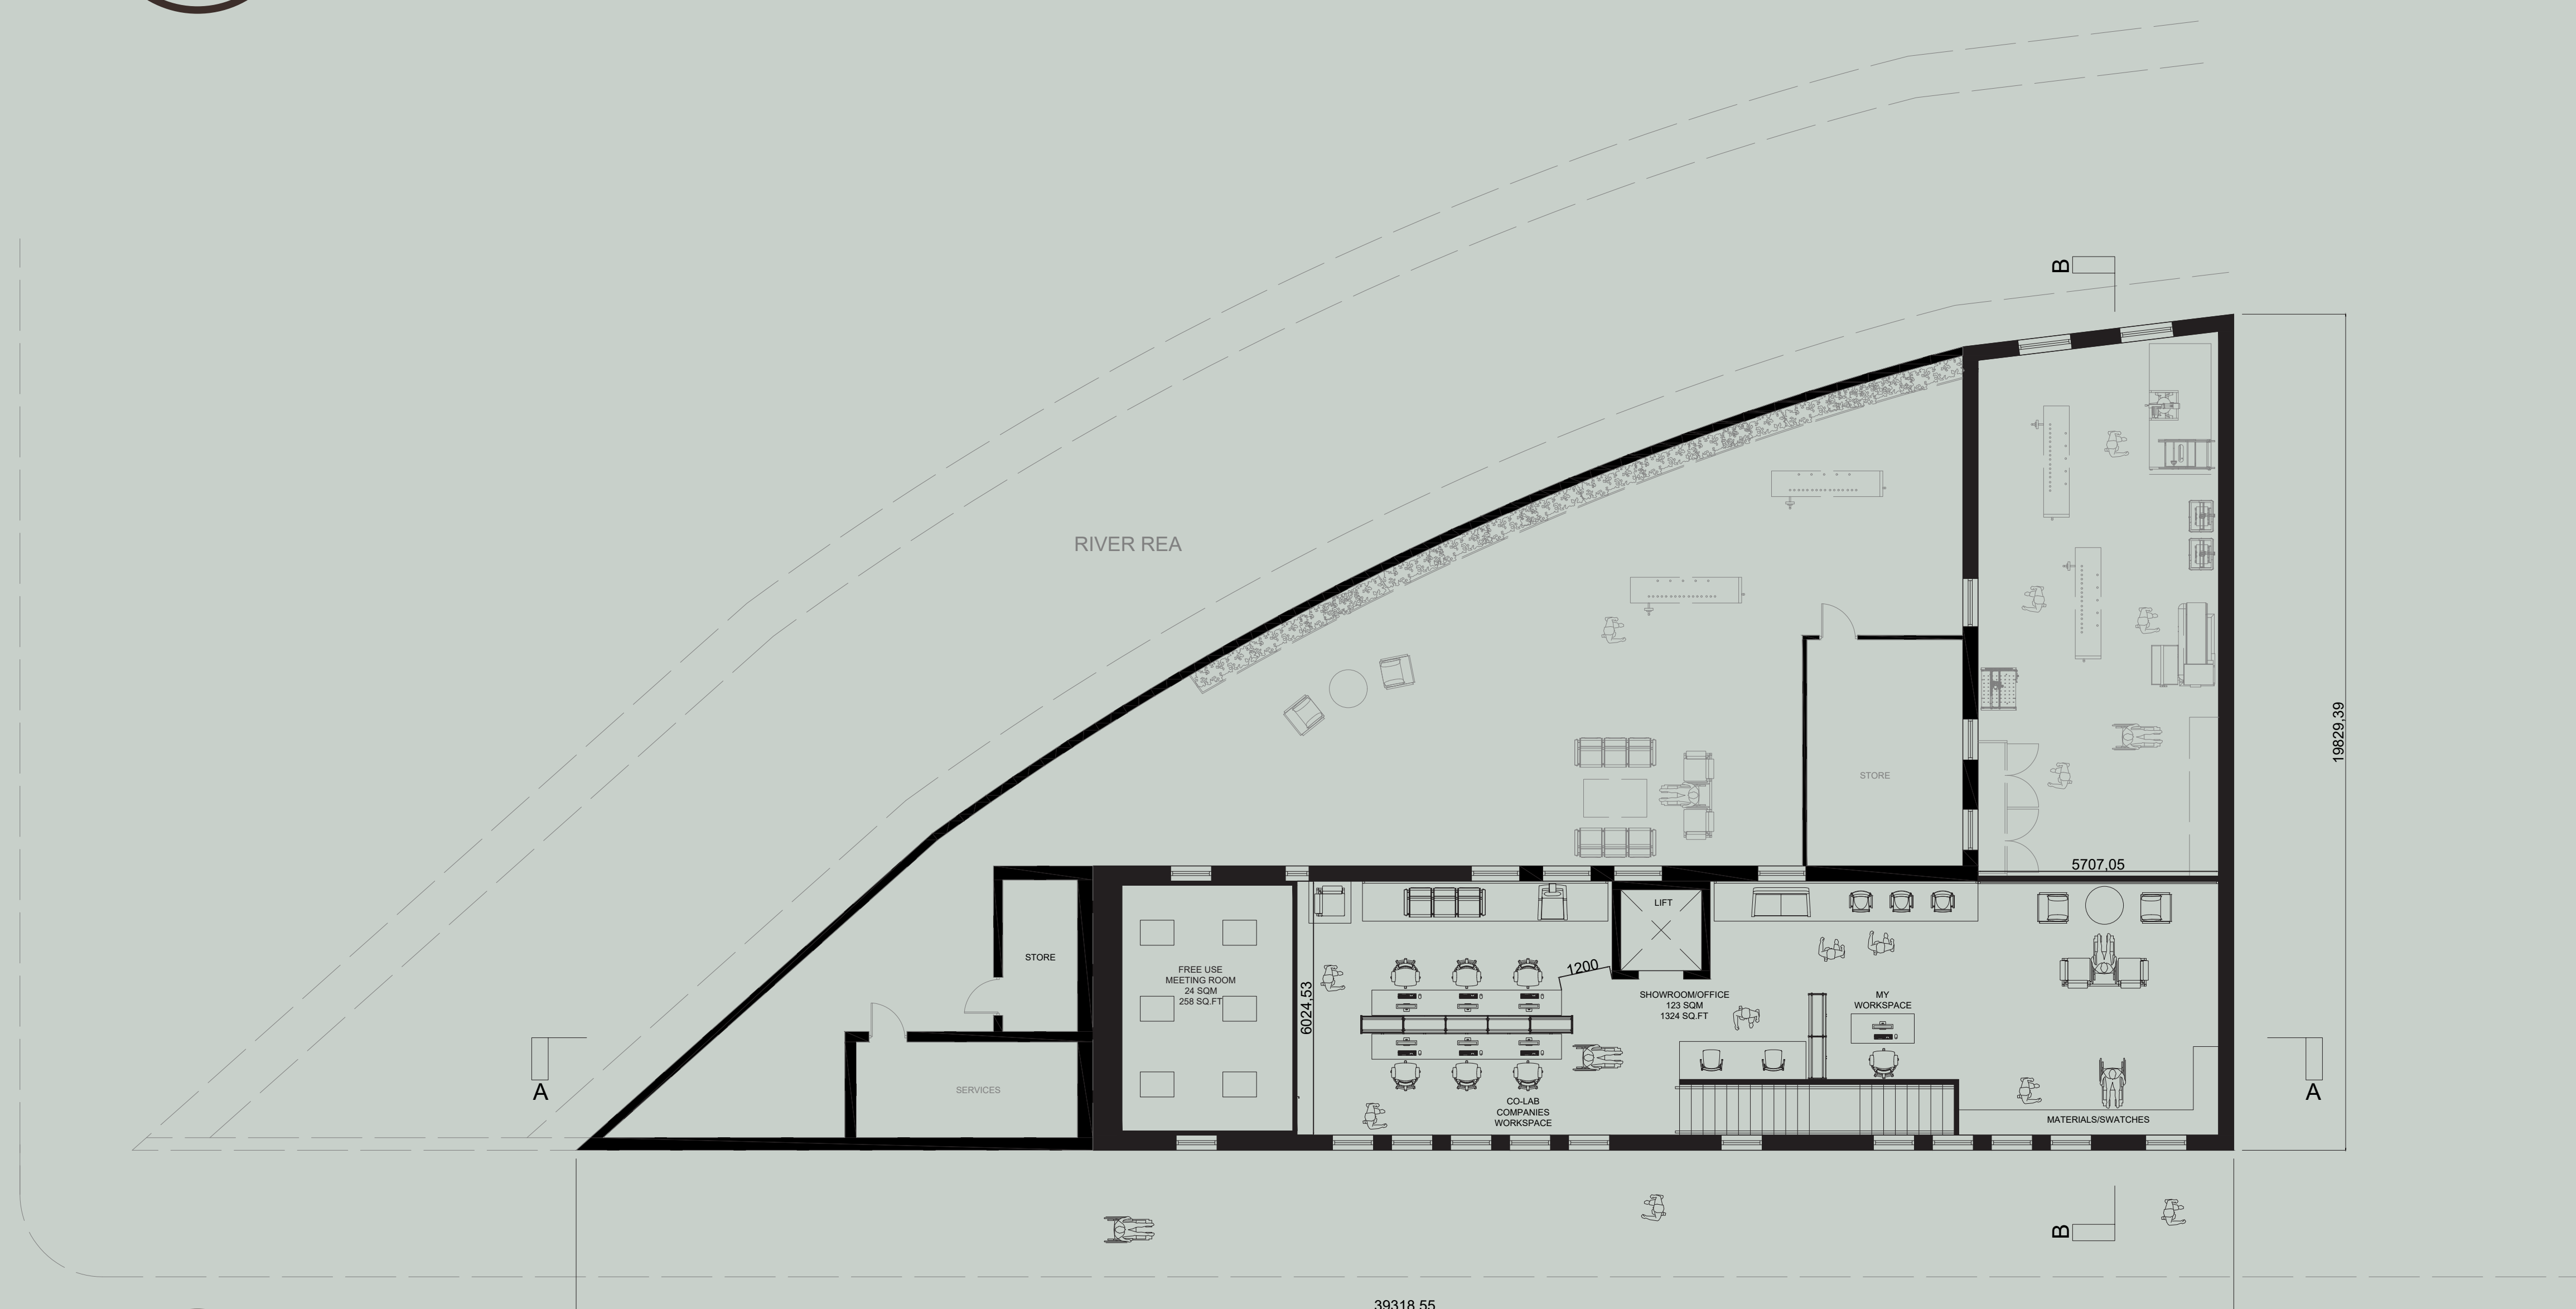 B
RIVER REA
19829,39
STORE
5707,05
LIFT
STORE
FREE USE
MEETING ROOM
24 SQM
258 SQ.FT
6024,53
1200
SHOWROOM/OFFICE
123 SQM
1324 SQ.FT
MY
WORKSPACE
SERVICES
A
A
CO-LAB
COMPANIES
WORKSPACE
MATERIALS/SWATCHES
B
39318,55